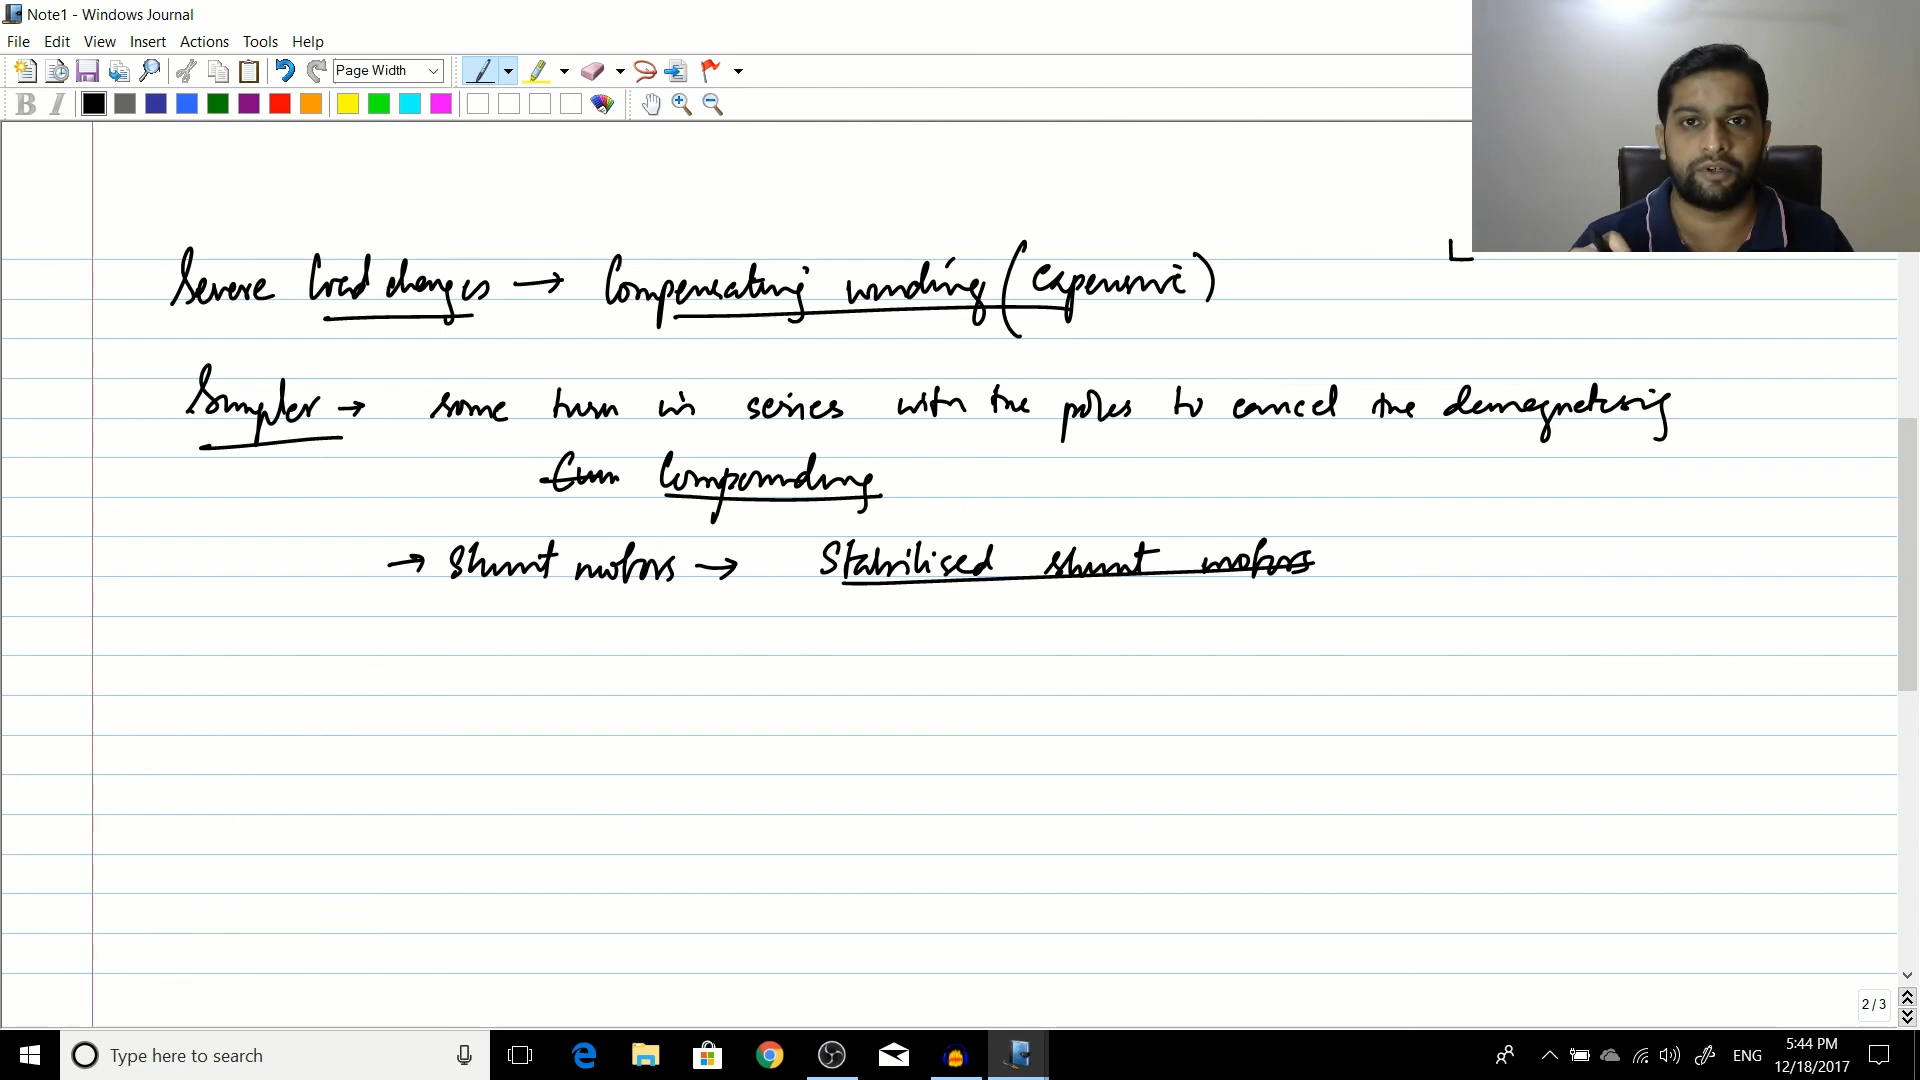 Note1 - Windows Journal
File Edit View Insert Actions Tools Help
Page Width
B I
Severe load changes → Compensating winding (expensive)
Simpler → some turn in series with the poles to cancel the demagnetising
Cum Compounding
→ Shunt motors → Stabilised shunt motors
2 / 3
Type here to search
ENG
5:44 PM
12/18/2017